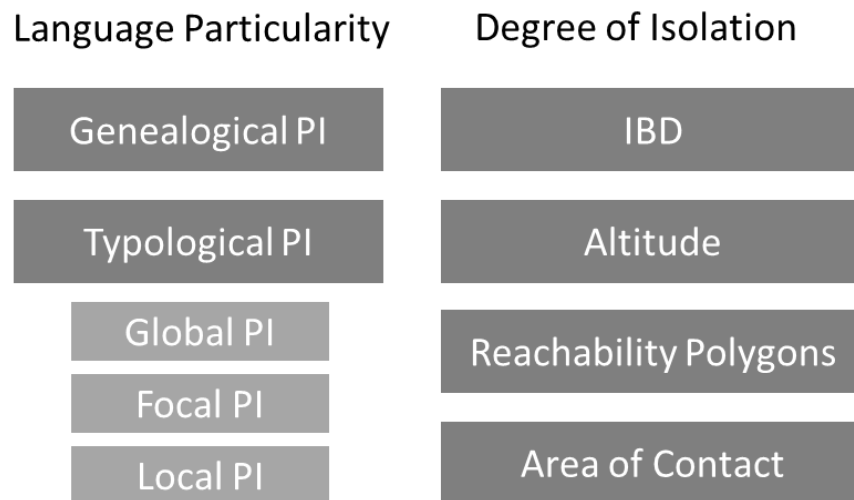 Language Particularity
Genealogical PI
Typological PI
Global PI
Focal PI
Local PI
Degree of Isolation
IBD
Altitude
Reachability Polygons
Area of Contact